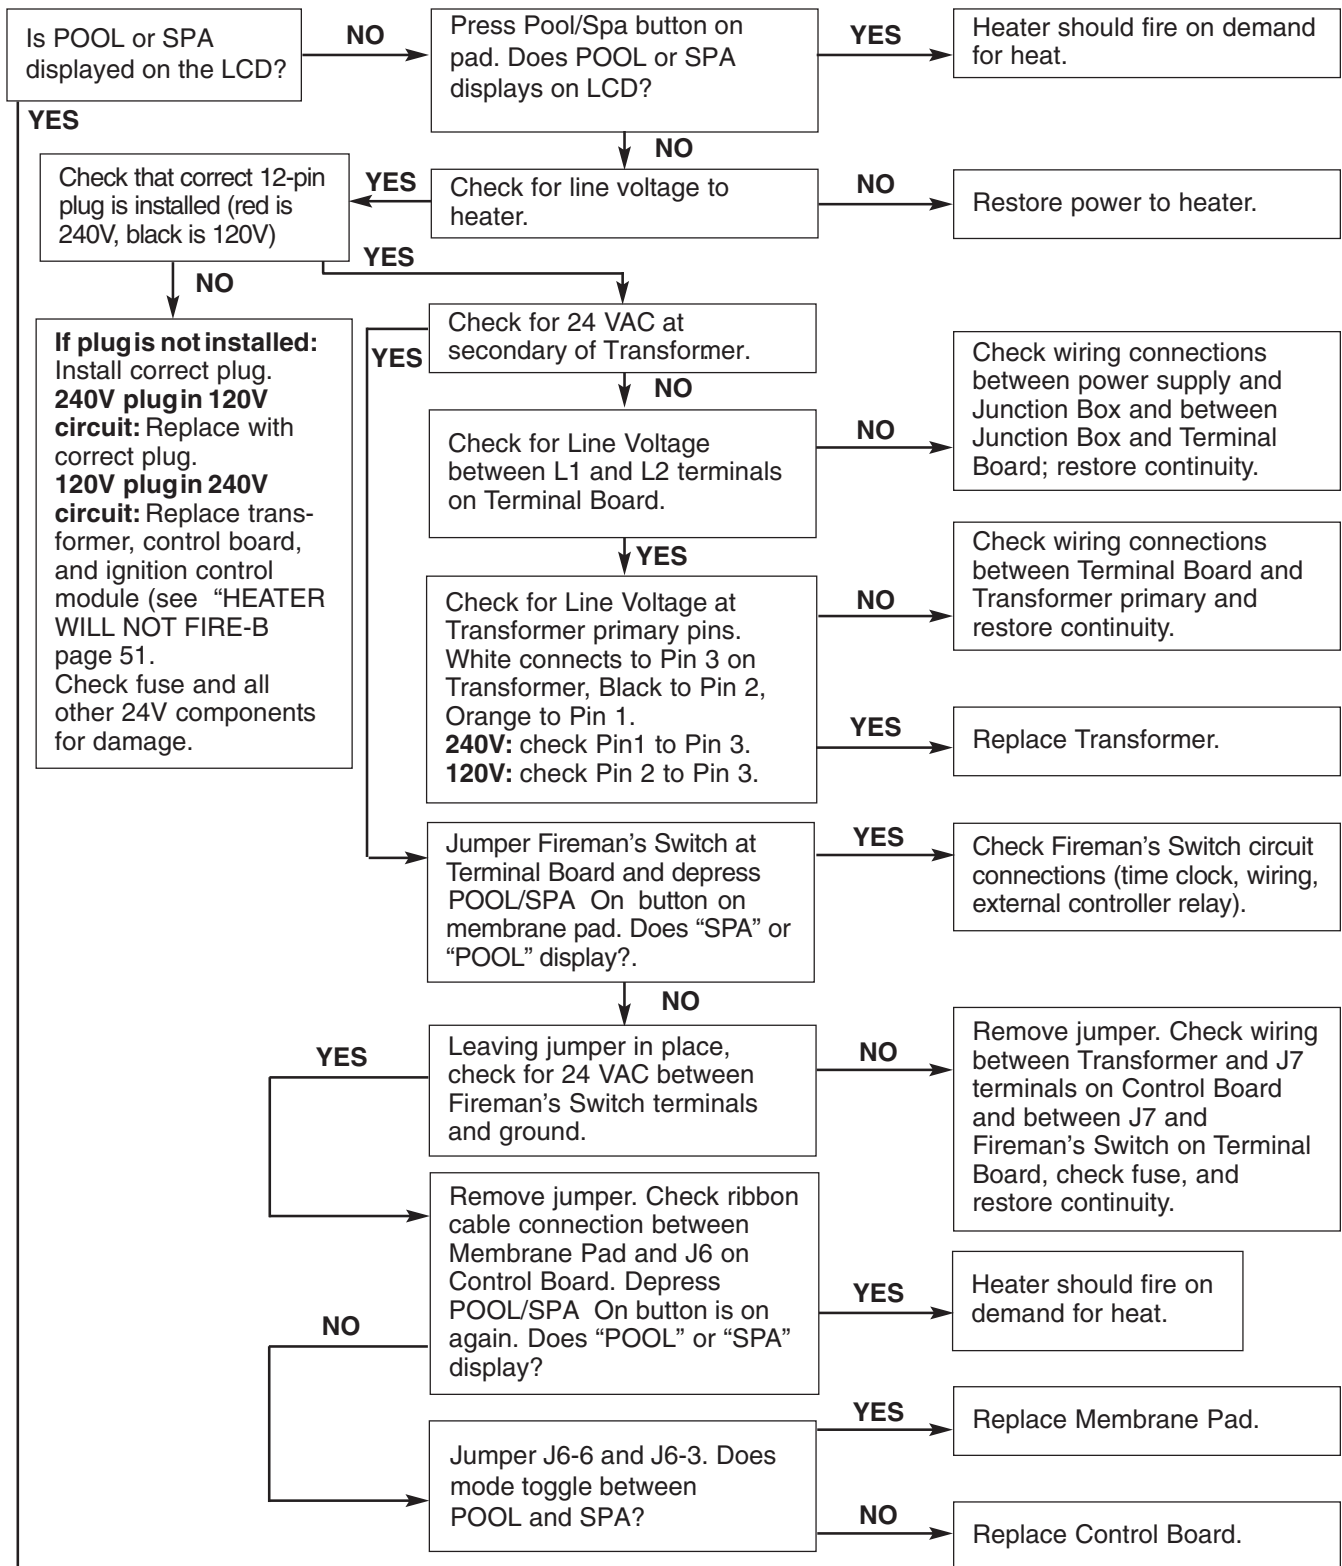 Is POOL or SPA
displayed on the LCD?
NO
Press Pool/Spa button on
pad. Does POOL or SPA
displays on LCD?
YES
Heater should fire on demand
for heat.
YES
NO
Check that correct 12-pin
plug is installed (red is
240V, black is 120V)
YES
Check for line voltage to
heater.
NO
Restore power to heater.
YES
NO
If plug is not installed:
Install correct plug.
240V plug in 120V
circuit: Replace with
correct plug.
120V plug in 240V
circuit: Replace trans-
former, control board,
and ignition control
module (see "HEATER
WILL NOT FIRE-B
page 51.
Check fuse and all
other 24V components
for damage.
YES
Check for 24 VAC at
secondary of Transformer.
NO
Check for Line Voltage
between L1 and L2 terminals
on Terminal Board.
NO
Check wiring connections
between power supply and
Junction Box and between
Junction Box and Terminal
Board; restore continuity.
YES
Check for Line Voltage at
Transformer primary pins.
White connects to Pin 3 on
Transformer, Black to Pin 2,
Orange to Pin 1.
240V: check Pin1 to Pin 3.
120V: check Pin 2 to Pin 3.
NO
Check wiring connections
between Terminal Board and
Transformer primary and
restore continuity.
YES
Replace Transformer.
Jumper Fireman's Switch at
Terminal Board and depress
POOL/SPA On button on
membrane pad. Does “SPA” or
“POOL” display?.
YES
Check Fireman's Switch circuit
connections (time clock, wiring,
external controller relay).
NO
YES
Leaving jumper in place,
check for 24 VAC between
Fireman's Switch terminals
and ground.
NO
Remove jumper. Check wiring
between Transformer and J7
terminals on Control Board
and between J7 and
Fireman's Switch on Terminal
Board, check fuse, and
restore continuity.
Remove jumper. Check ribbon
cable connection between
Membrane Pad and J6 on
Control Board. Depress
POOL/SPA On button is on
again. Does “POOL” or “SPA”
display?
YES
Heater should fire on
demand for heat.
NO
Jumper J6-6 and J6-3. Does
mode toggle between
POOL and SPA?
YES
Replace Membrane Pad.
NO
Replace Control Board.